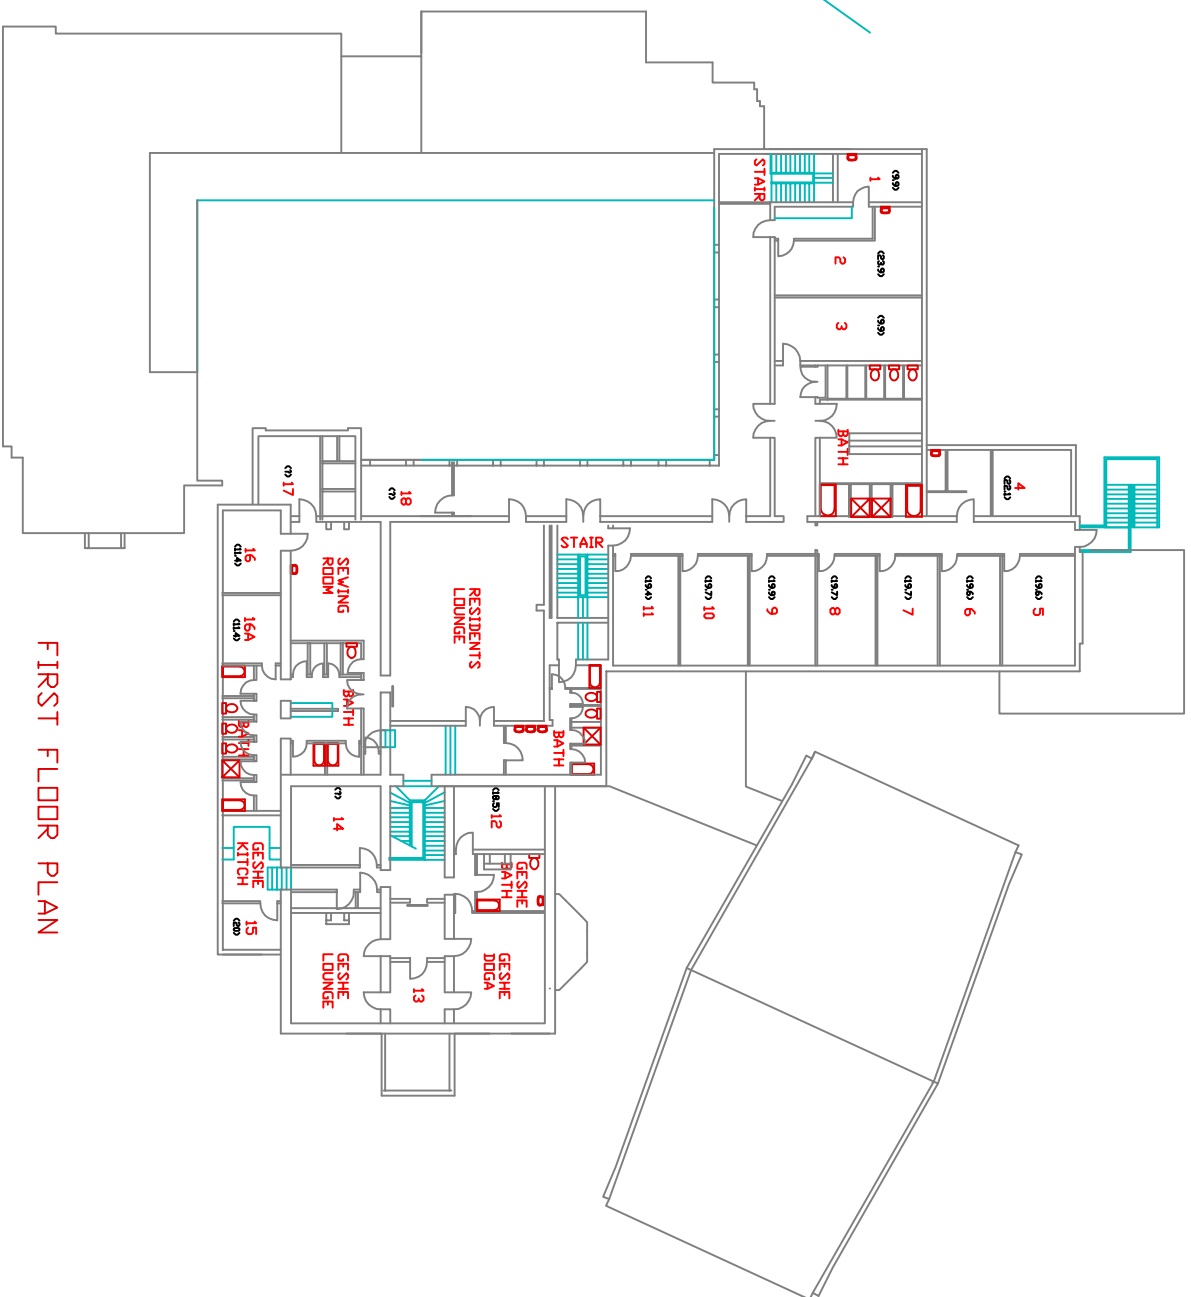 STAIR
1
(9.9)
2
(23.9)
3
(9.9)
BATH
4
(22.1)
17
(?)
18
(?)
STAIR
16
(11.4)
SEWING
ROOM
RESIDENTS
LOUNGE
11
(19.4)
10
(19.7)
9
(19.9)
8
(19.7)
7
(19.7)
6
(19.6)
5
(19.6)
16A
(11.4)
BATH
BATH
BATH
14
(?)
12
(18.5)
GESHE
KITCH
GESHE
BATH
15
(20)
GESHE
LOUNGE
13
GESHE
DOGA
FIRST FLOOR PLAN